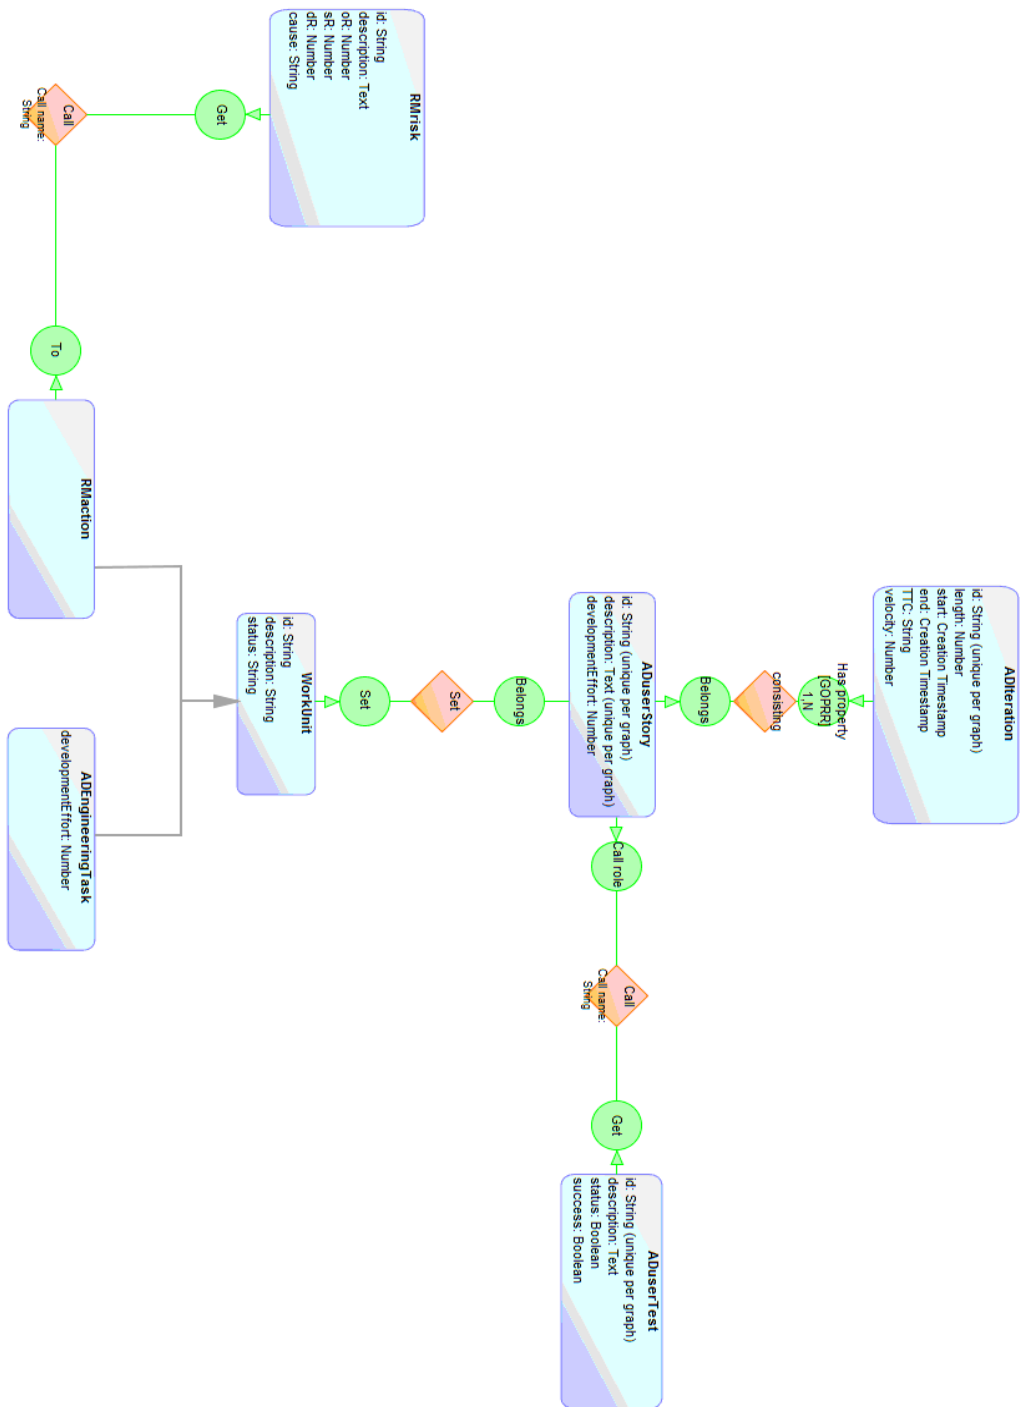 RMrisk
id: String
description: Text
oR: Number
sR: Number
dR: Number
cause: String
Get
Call
Call name:
String
To
RMaction
ADIteration
id: String (unique per graph)
length: Number
start: Creation Timestamp
end: Creation Timestamp
TTC: String
velocity: Number
Has property
[GOPRR]
1,N
consisting
Belongs
ADuserStory
id: String (unique per graph)
description: Text (unique per graph)
developmentEffort: Number
Belongs
Set
Set
WorkUnit
id: String
description: String
status: String
ADEngineeringTask
developmentEffort: Number
Call role
Call
Call name:
String
Get
ADuserTest
id: String (unique per graph)
description: Text
status: Boolean
success: Boolean